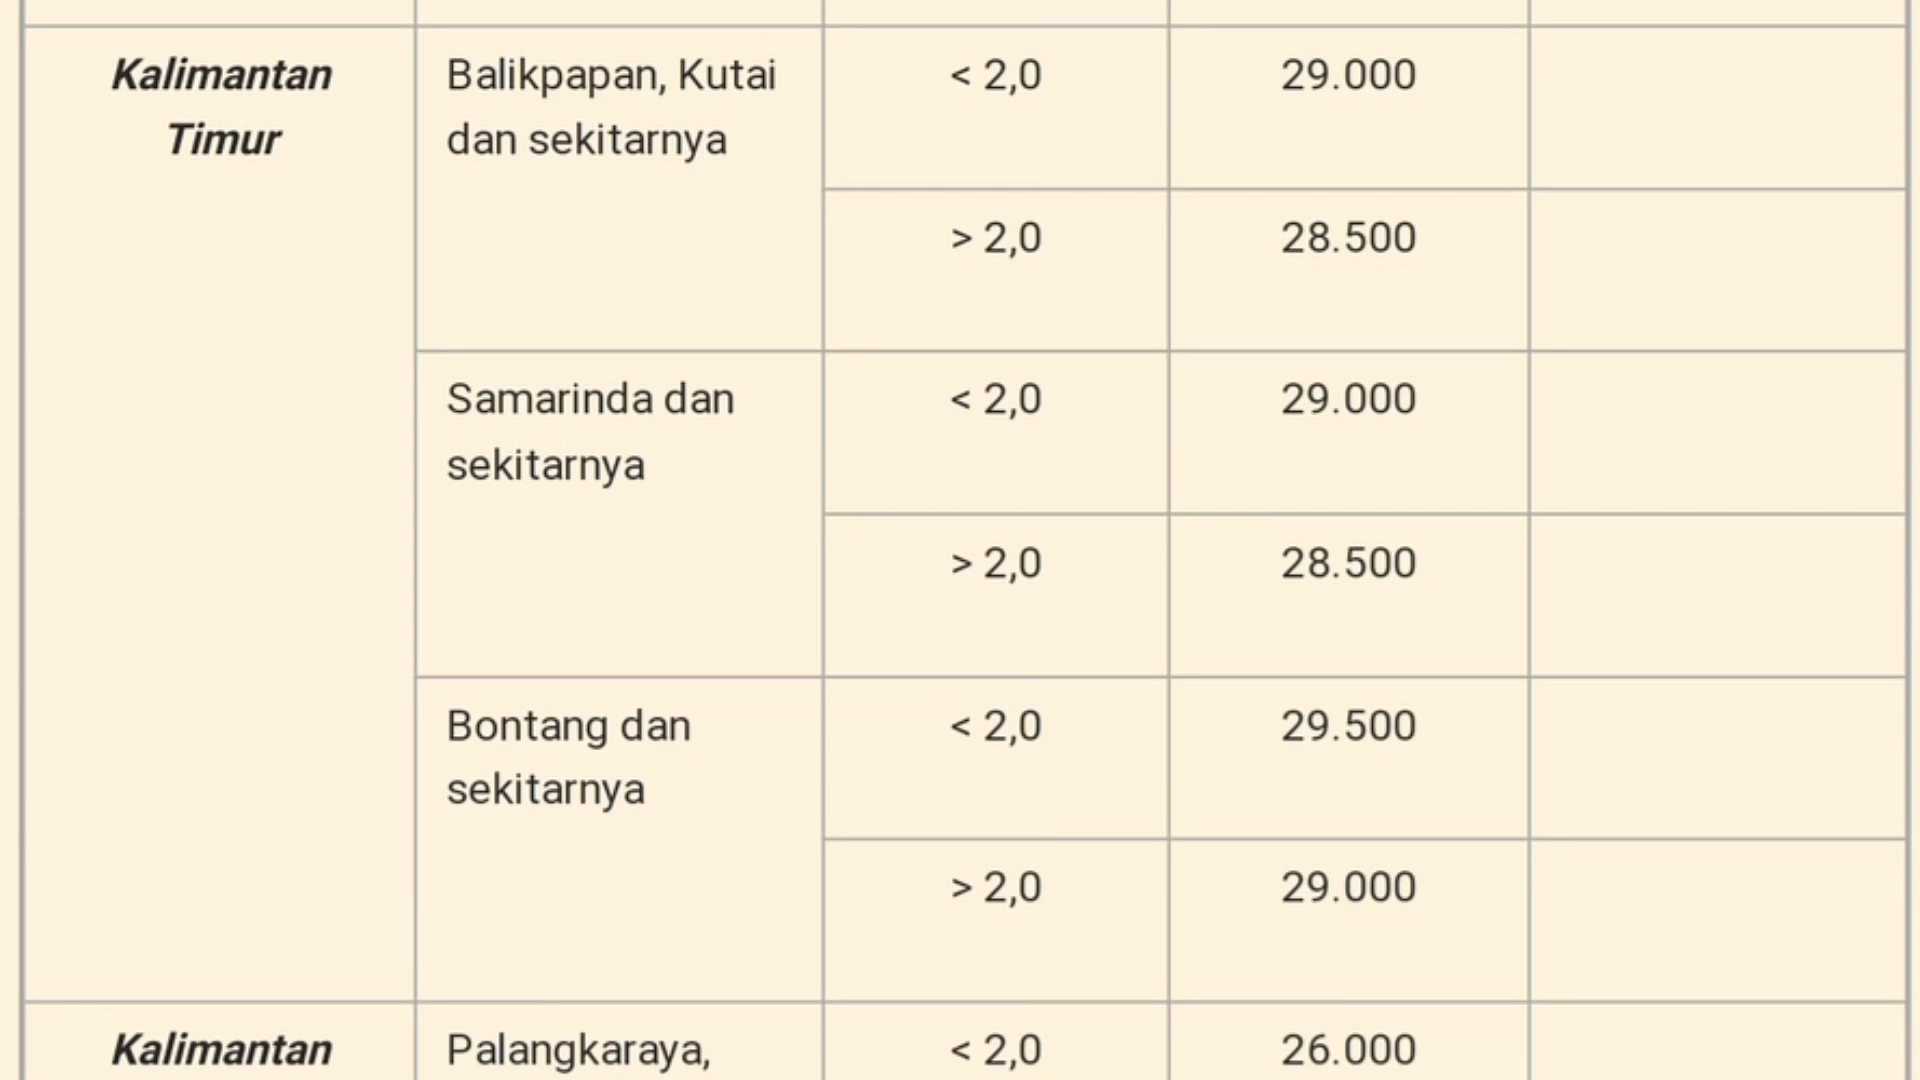 Kalimantan
Timur
Balikpapan, Kutai
dan sekitarnya
< 2,0
29.000
> 2,0
28.500
Samarinda dan
sekitarnya
< 2,0
29.000
> 2,0
28.500
Bontang dan
sekitarnya
< 2,0
29.500
> 2,0
29.000
Kalimantan
Palangkaraya,
< 2,0
26.000